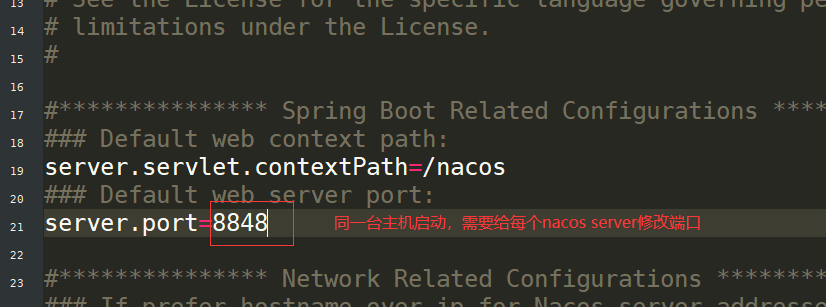 13 # See the License for the specific language governing pe
14 # limitations under the License.
15 #
16
17 #*************** Spring Boot Related Configurations ****
18 ### Default web context path:
19 server.servlet.contextPath=/nacos
20 ### Default web server port:
21 server.port=8848 同一台主机启动，需要给每个nacos server修改端口
22
23 #*************** Network Related Configurations ********
### If prefer hostname over ip for Nacos server addresse